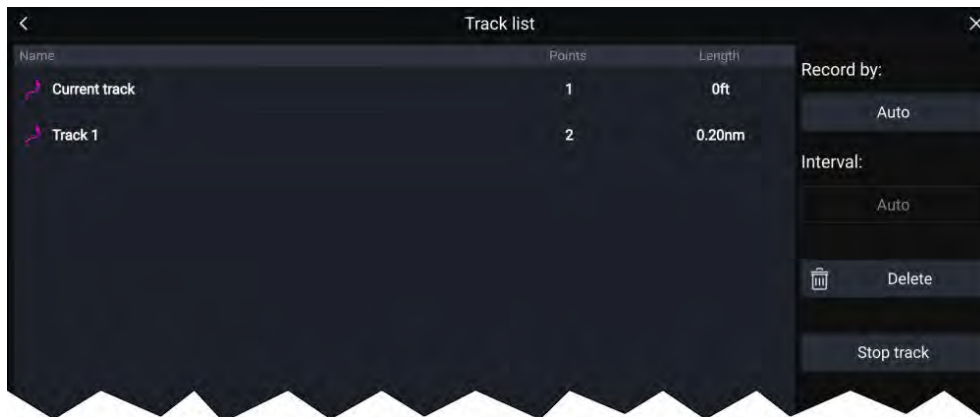 Track list
Name Points Length
Current track 1 0ft
Track 1 2 0.20nm
Record by:
Auto
Interval:
Auto
Delete
Stop track